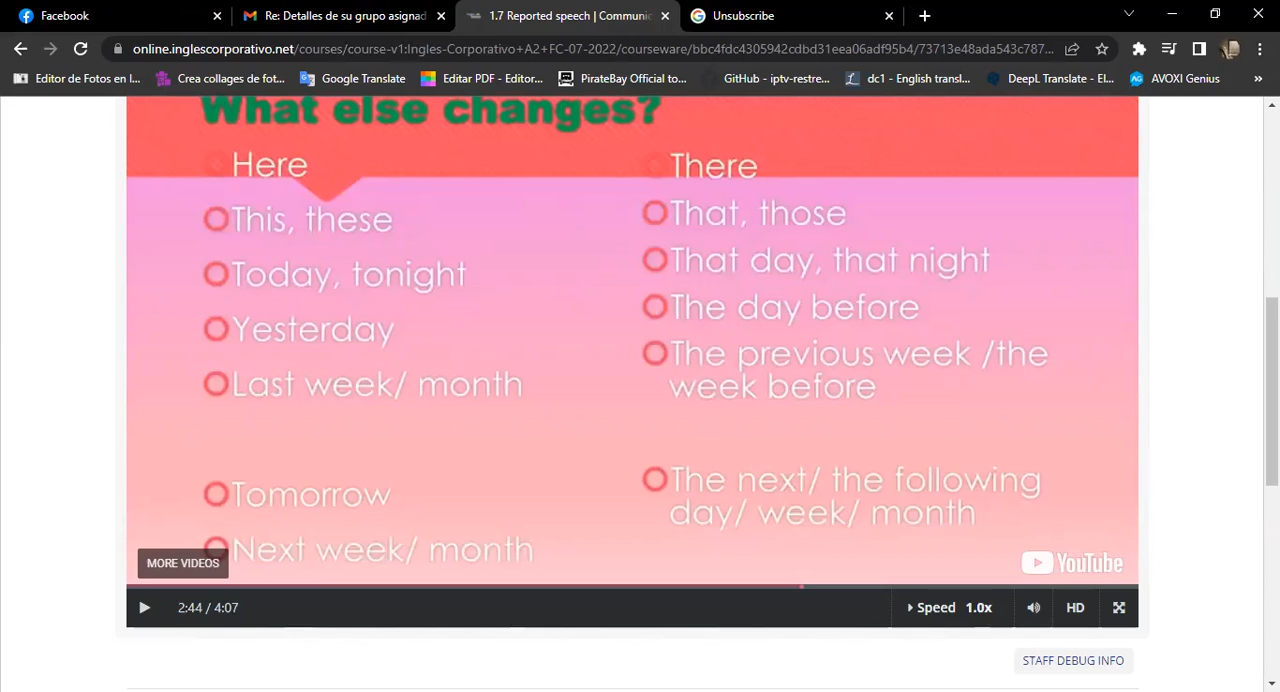 Facebook
Re: Detalles de su grupo asignad
1.7 Reported speech | Communic
Unsubscribe
online.inglescorporativo.net/courses/course-v1:Ingles-Corporativo+A2+FC-07-2022/courseware/bbc4fdc4305942cdbd31eea06adf95b4/73713e48ada543c787...
Editor de Fotos en l...
Crea collages de fot...
Google Translate
Editar PDF - Editor...
PirateBay Official to...
GitHub - iptv-restre...
dc1 - English transl...
DeepL Translate - El...
AVOXI Genius
What else changes?
Here
There
This, these
That, those
Today, tonight
That day, that night
Yesterday
The day before
Last week/ month
The previous week /the
week before
Tomorrow
The next/ the following
day/ week/ month
Next week/ month
MORE VIDEOS
YouTube
2:44 / 4:07
Speed 1.0x
HD
STAFF DEBUG INFO